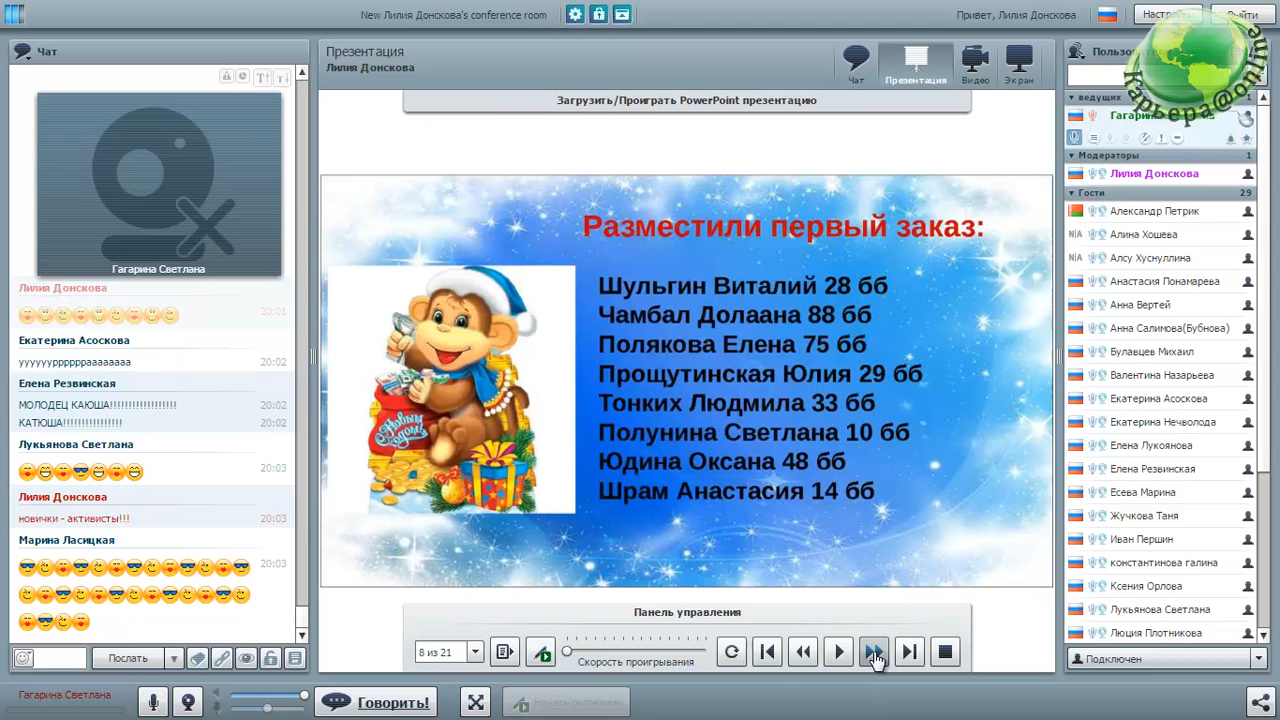 New Лилия Донскова's conference room
Привет, Лилия Донскова
Настройки
Выйти
карьера@online
Чат
Гагарина Светлана
Лилия Донскова
20:01
Екатерина Асоскова
ууууууррррррaaaaaaaa 20:02
Елена Резвинская
МОЛОДЕЦ КАЮША!!!!!!!!!!!!!!!!! 20:02
КАТЮША!!!!!!!!!!!!!!! 20:02
Лукьянова Светлана
20:03
Лилия Донскова
новички - активисты!!! 20:03
Марина Ласицкая
20:03
Послать
Презентация
Лилия Донскова
Чат
Презентация
Видео
Экран
Загрузить/Проиграть PowerPoint презентацию
Разместили первый заказ:
С Новым годом!
Шульгин Виталий 28 бб
Чамбал Долаана 88 бб
Полякова Елена 75 бб
Прощутинская Юлия 29 бб
Тонких Людмила 33 бб
Полунина Светлана 10 бб
Юдина Оксана 48 бб
Шрам Анастасия 14 бб
Панель управления
8 из 21
Скорость проигрывания
ведущих 1
Модераторы 1
Лилия Донскова
Гости 29
Александр Петрик
N/A Алина Хошева
N/A Алсу Хуснуллина
Анастасия Понамарева
Анна Вертей
Анна Салимова(Бубнова)
Булавцев Михаил
Валентина Назарьева
Екатерина Асоскова
Екатерина Нечволода
Елена Лукоянова
Елена Резвинская
Есева Марина
Жучкова Таня
Иван Першин
константинова галина
Ксения Орлова
Лукьянова Светлана
Люция Плотникова
Подключен
Гагарина Светлана
Говорить!